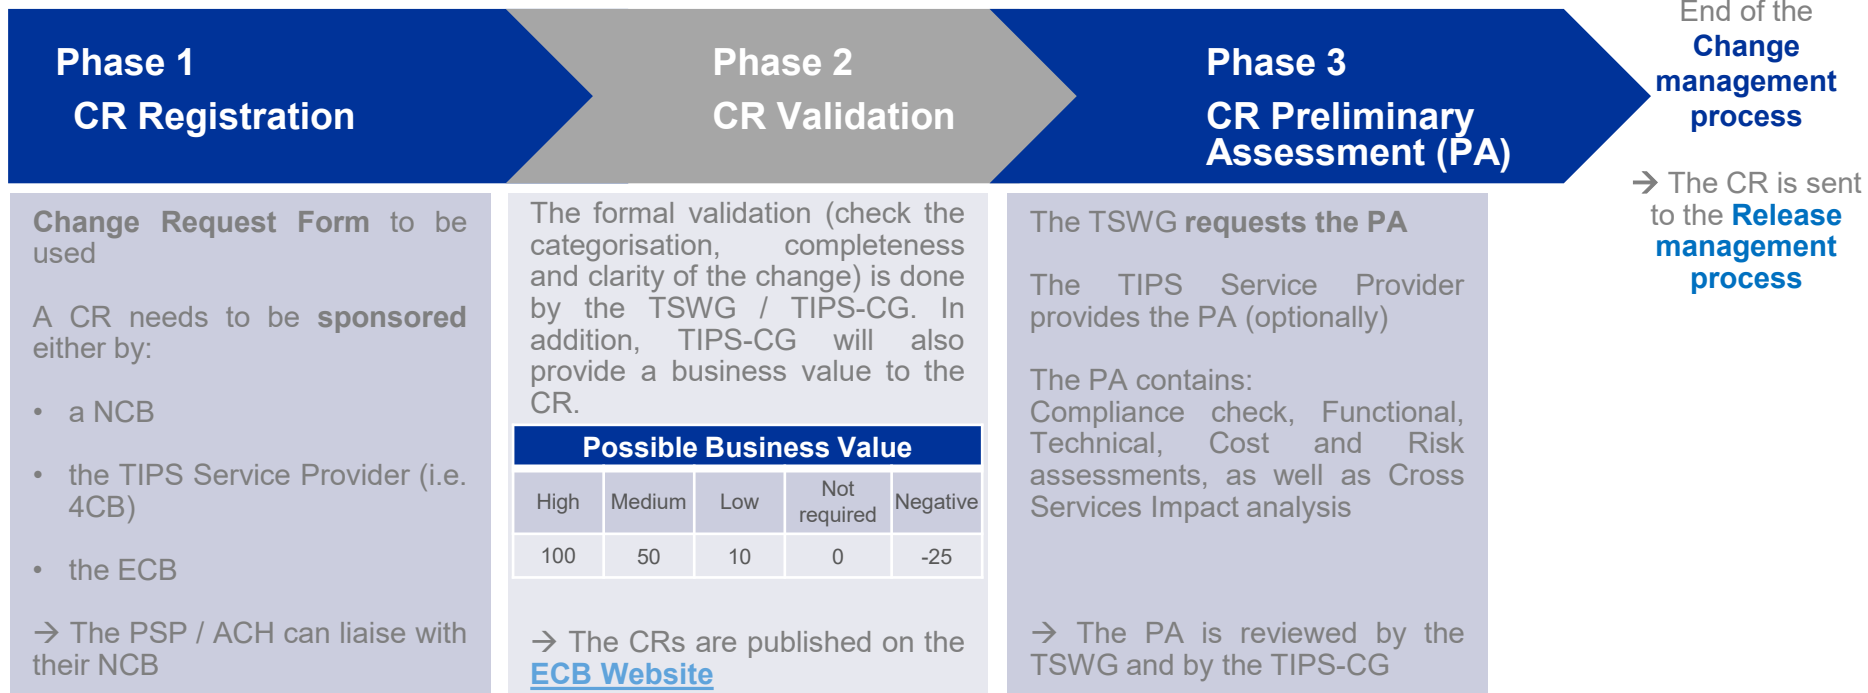 Phase 1
CR Registration
Phase 2
CR Validation
Phase 3
CR Preliminary
Assessment (PA)
End of the
Change
management
process
→ The CR is sent
to the Release
management
process
Change Request Form to be
used
A CR needs to be sponsored
either by:
• a NCB
• the TIPS Service Provider (i.e.
4CB)
• the ECB
→ The PSP / ACH can liaise with
their NCB
The formal validation (check the
categorisation, completeness
and clarity of the change) is done
by the TSWG / TIPS-CG. In
addition, TIPS-CG will also
provide a business value to the
CR.
Possible Business Value
High Medium Low Not required Negative
100 50 10 0 -25
→ The CRs are published on the
ECB Website
The TSWG requests the PA
The TIPS Service Provider
provides the PA (optionally)
The PA contains:
Compliance check, Functional,
Technical, Cost and Risk
assessments, as well as Cross
Services Impact analysis
→ The PA is reviewed by the
TSWG and by the TIPS-CG